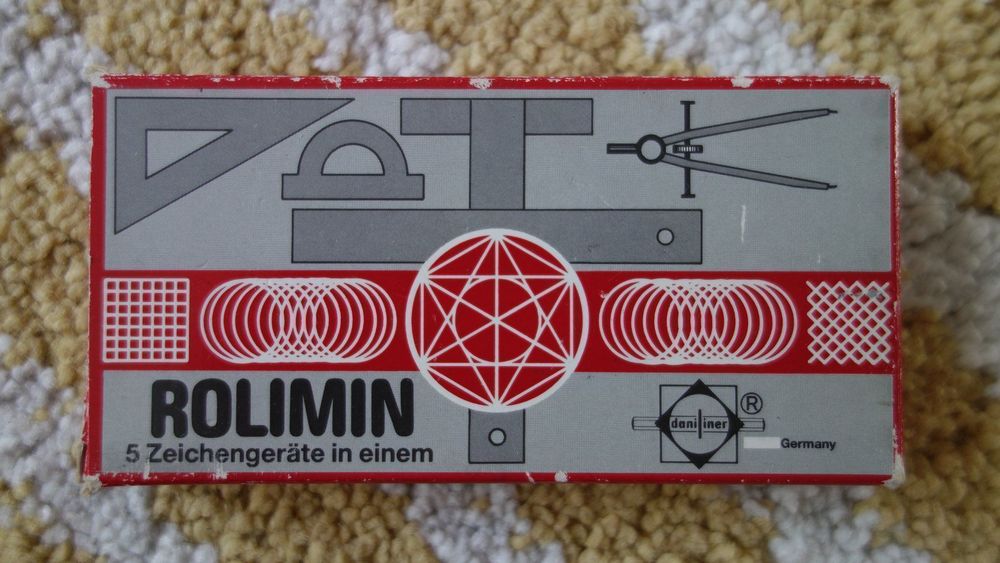 ROLIMIN
5 Zeichengeräte in einem
daniliner ®
Germany